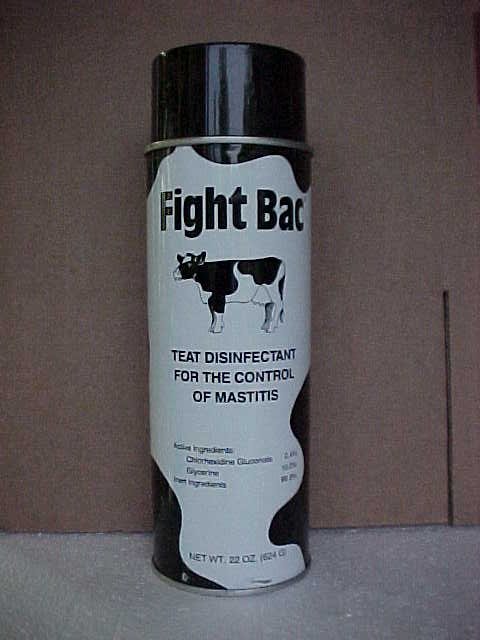 Fight Bac
TEAT DISINFECTANT
FOR THE CONTROL
OF MASTITIS
Active Ingredients:
Chlorhexidine Gluconate
Glycerine
Inert Ingredients
NET WT. 22 OZ. (624 G)